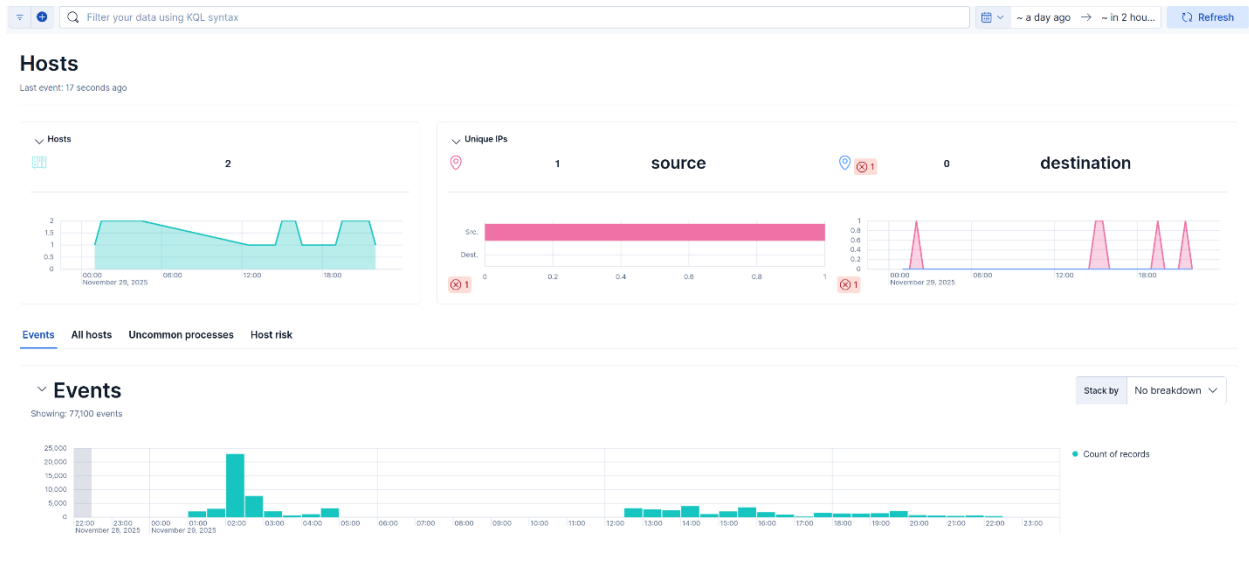 Filter your data using KQL syntax
~ a day ago → ~ in 2 hou... Refresh
Hosts
Last event: 17 seconds ago
Hosts
2
Unique IPs
1 source
1 0 destination
2
1.5
1
0.5
0
00:00 06:00 12:00 18:00
November 29, 2025
Src.
Dest.
0 0.2 0.4 0.6 0.8 1
1
1
0.8
0.6
0.4
0.2
0
00:00 06:00 12:00 18:00
November 29, 2025
1
Events All hosts Uncommon processes Host risk
Events
Stack by No breakdown
Showing: 77,100 events
25,000
20,000
15,000
10,000
5,000
0
Count of records
22:00 23:00 00:00 01:00 02:00 03:00 04:00 05:00 06:00 07:00 08:00 09:00 10:00 11:00 12:00 13:00 14:00 15:00 16:00 17:00 18:00 19:00 20:00 21:00 22:00 23:00
November 28, 2025 November 29, 2025